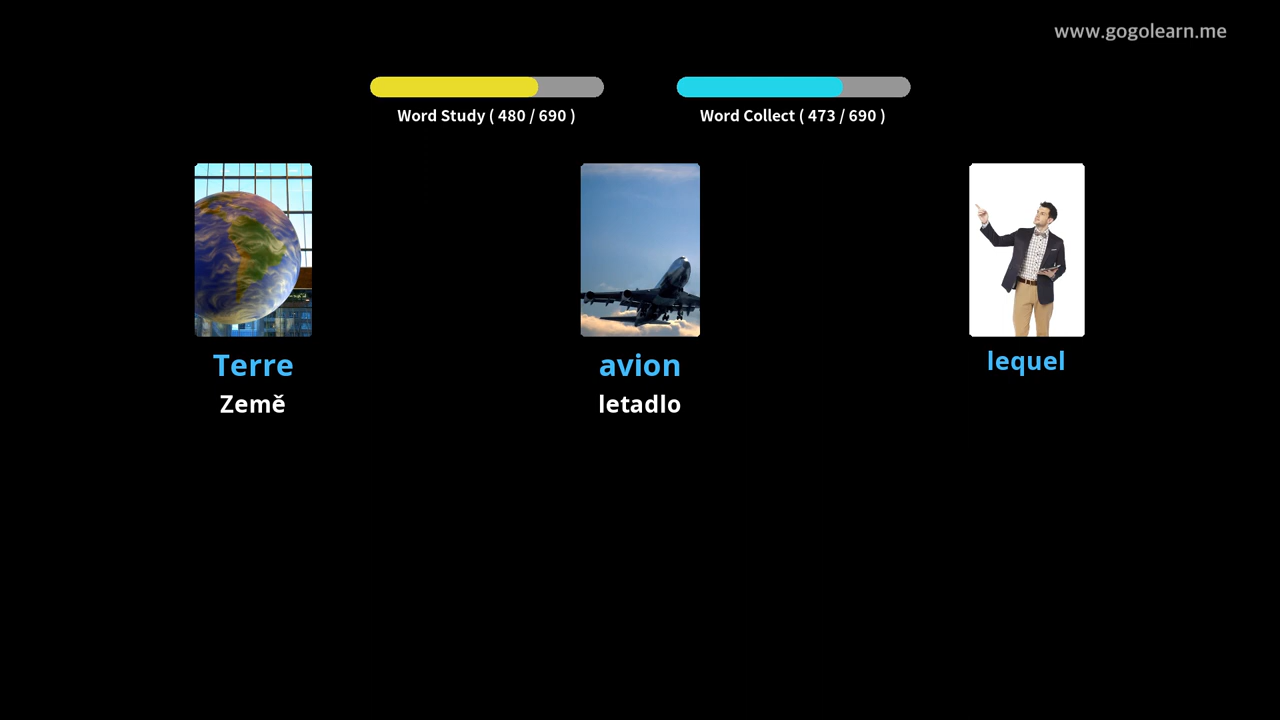 www.gogolearn.me
Word Study ( 480 / 690 )
Word Collect ( 473 / 690 )
Terre
avion
lequel
Země
letadlo